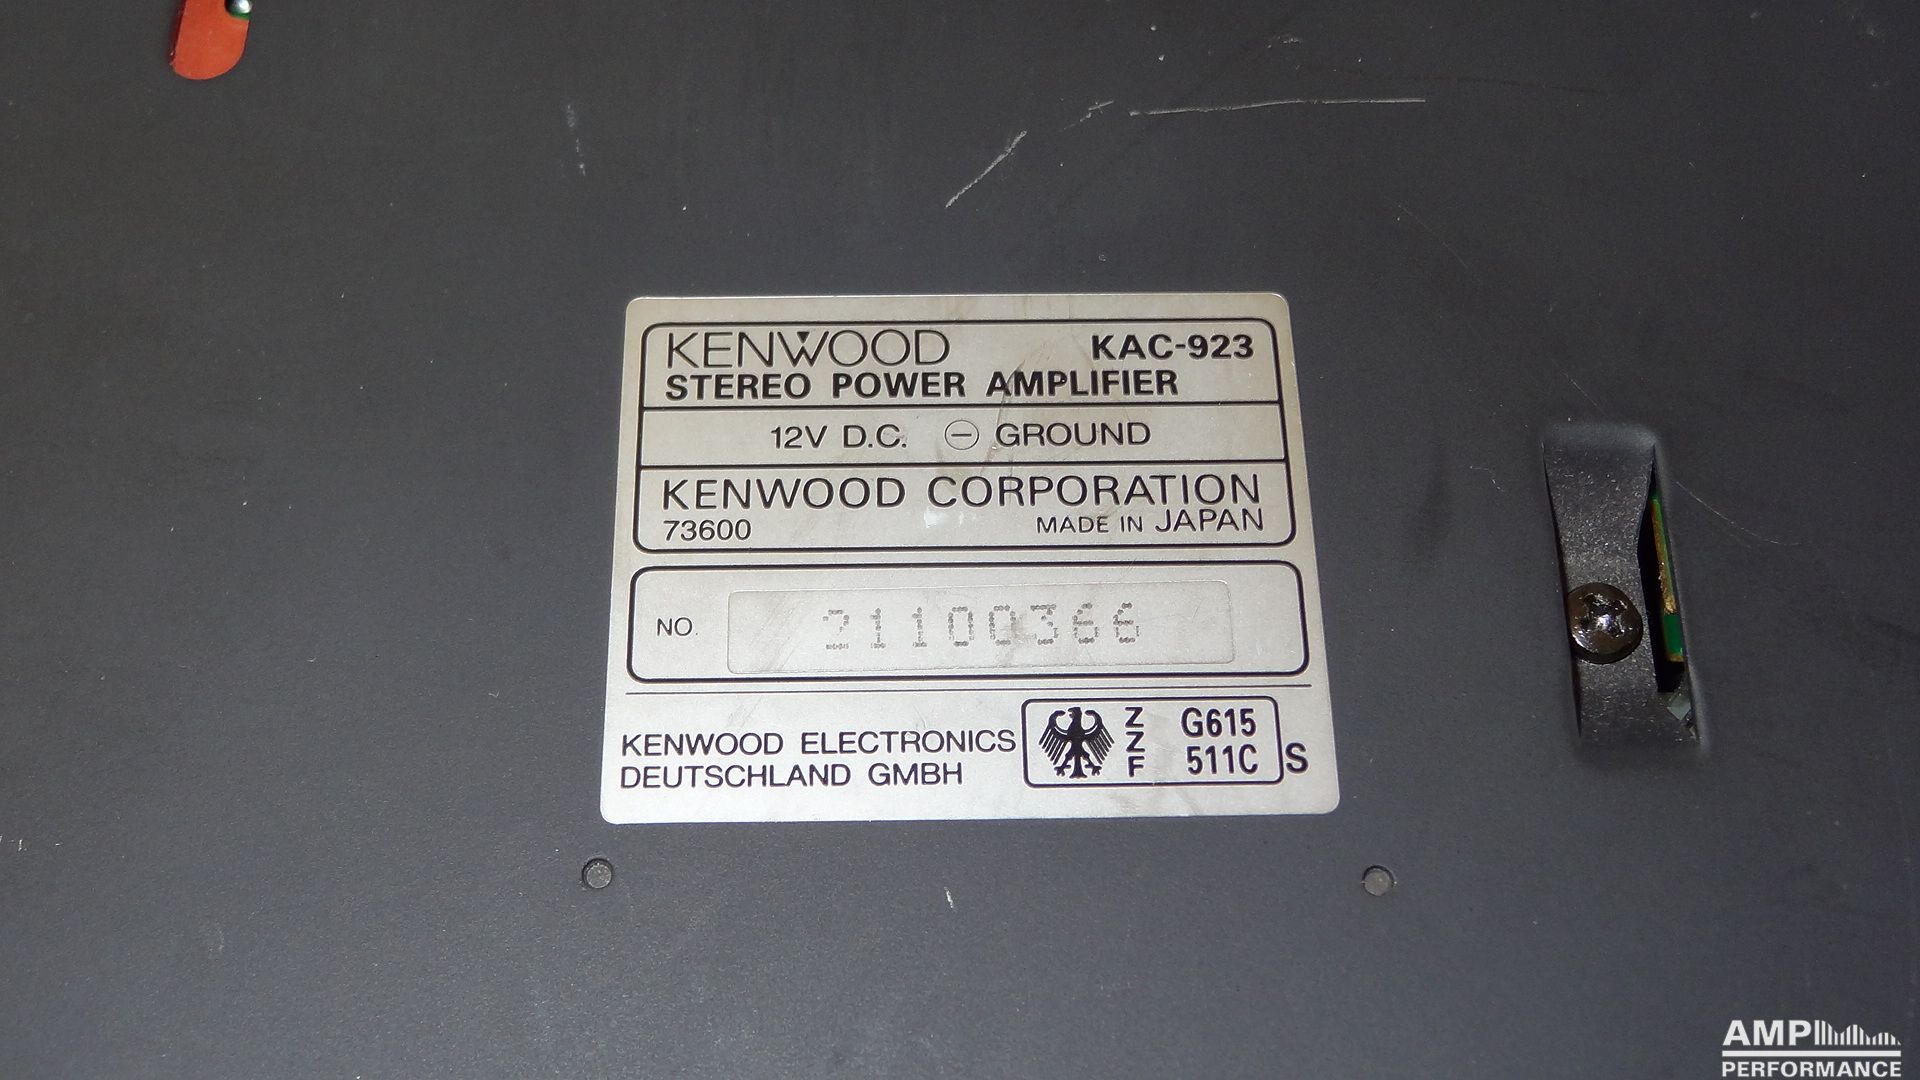 KENWOOD KAC-923
STEREO POWER AMPLIFIER
12V D.C. ⊖ GROUND
KENWOOD CORPORATION
73600 MADE IN JAPAN
NO. 21100366
KENWOOD ELECTRONICS
DEUTSCHLAND GMBH
Z
Z
F
G615
511C
S
AMP
PERFORMANCE